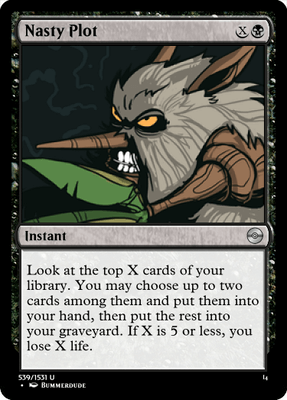 Nasty Plot X
Instant
Look at the top X cards of your
library. You may choose up to two
cards among them and put them into
your hand, then put the rest into
your graveyard. If X is 5 or less, you
lose X life.
539/1531 U
Bummerdude